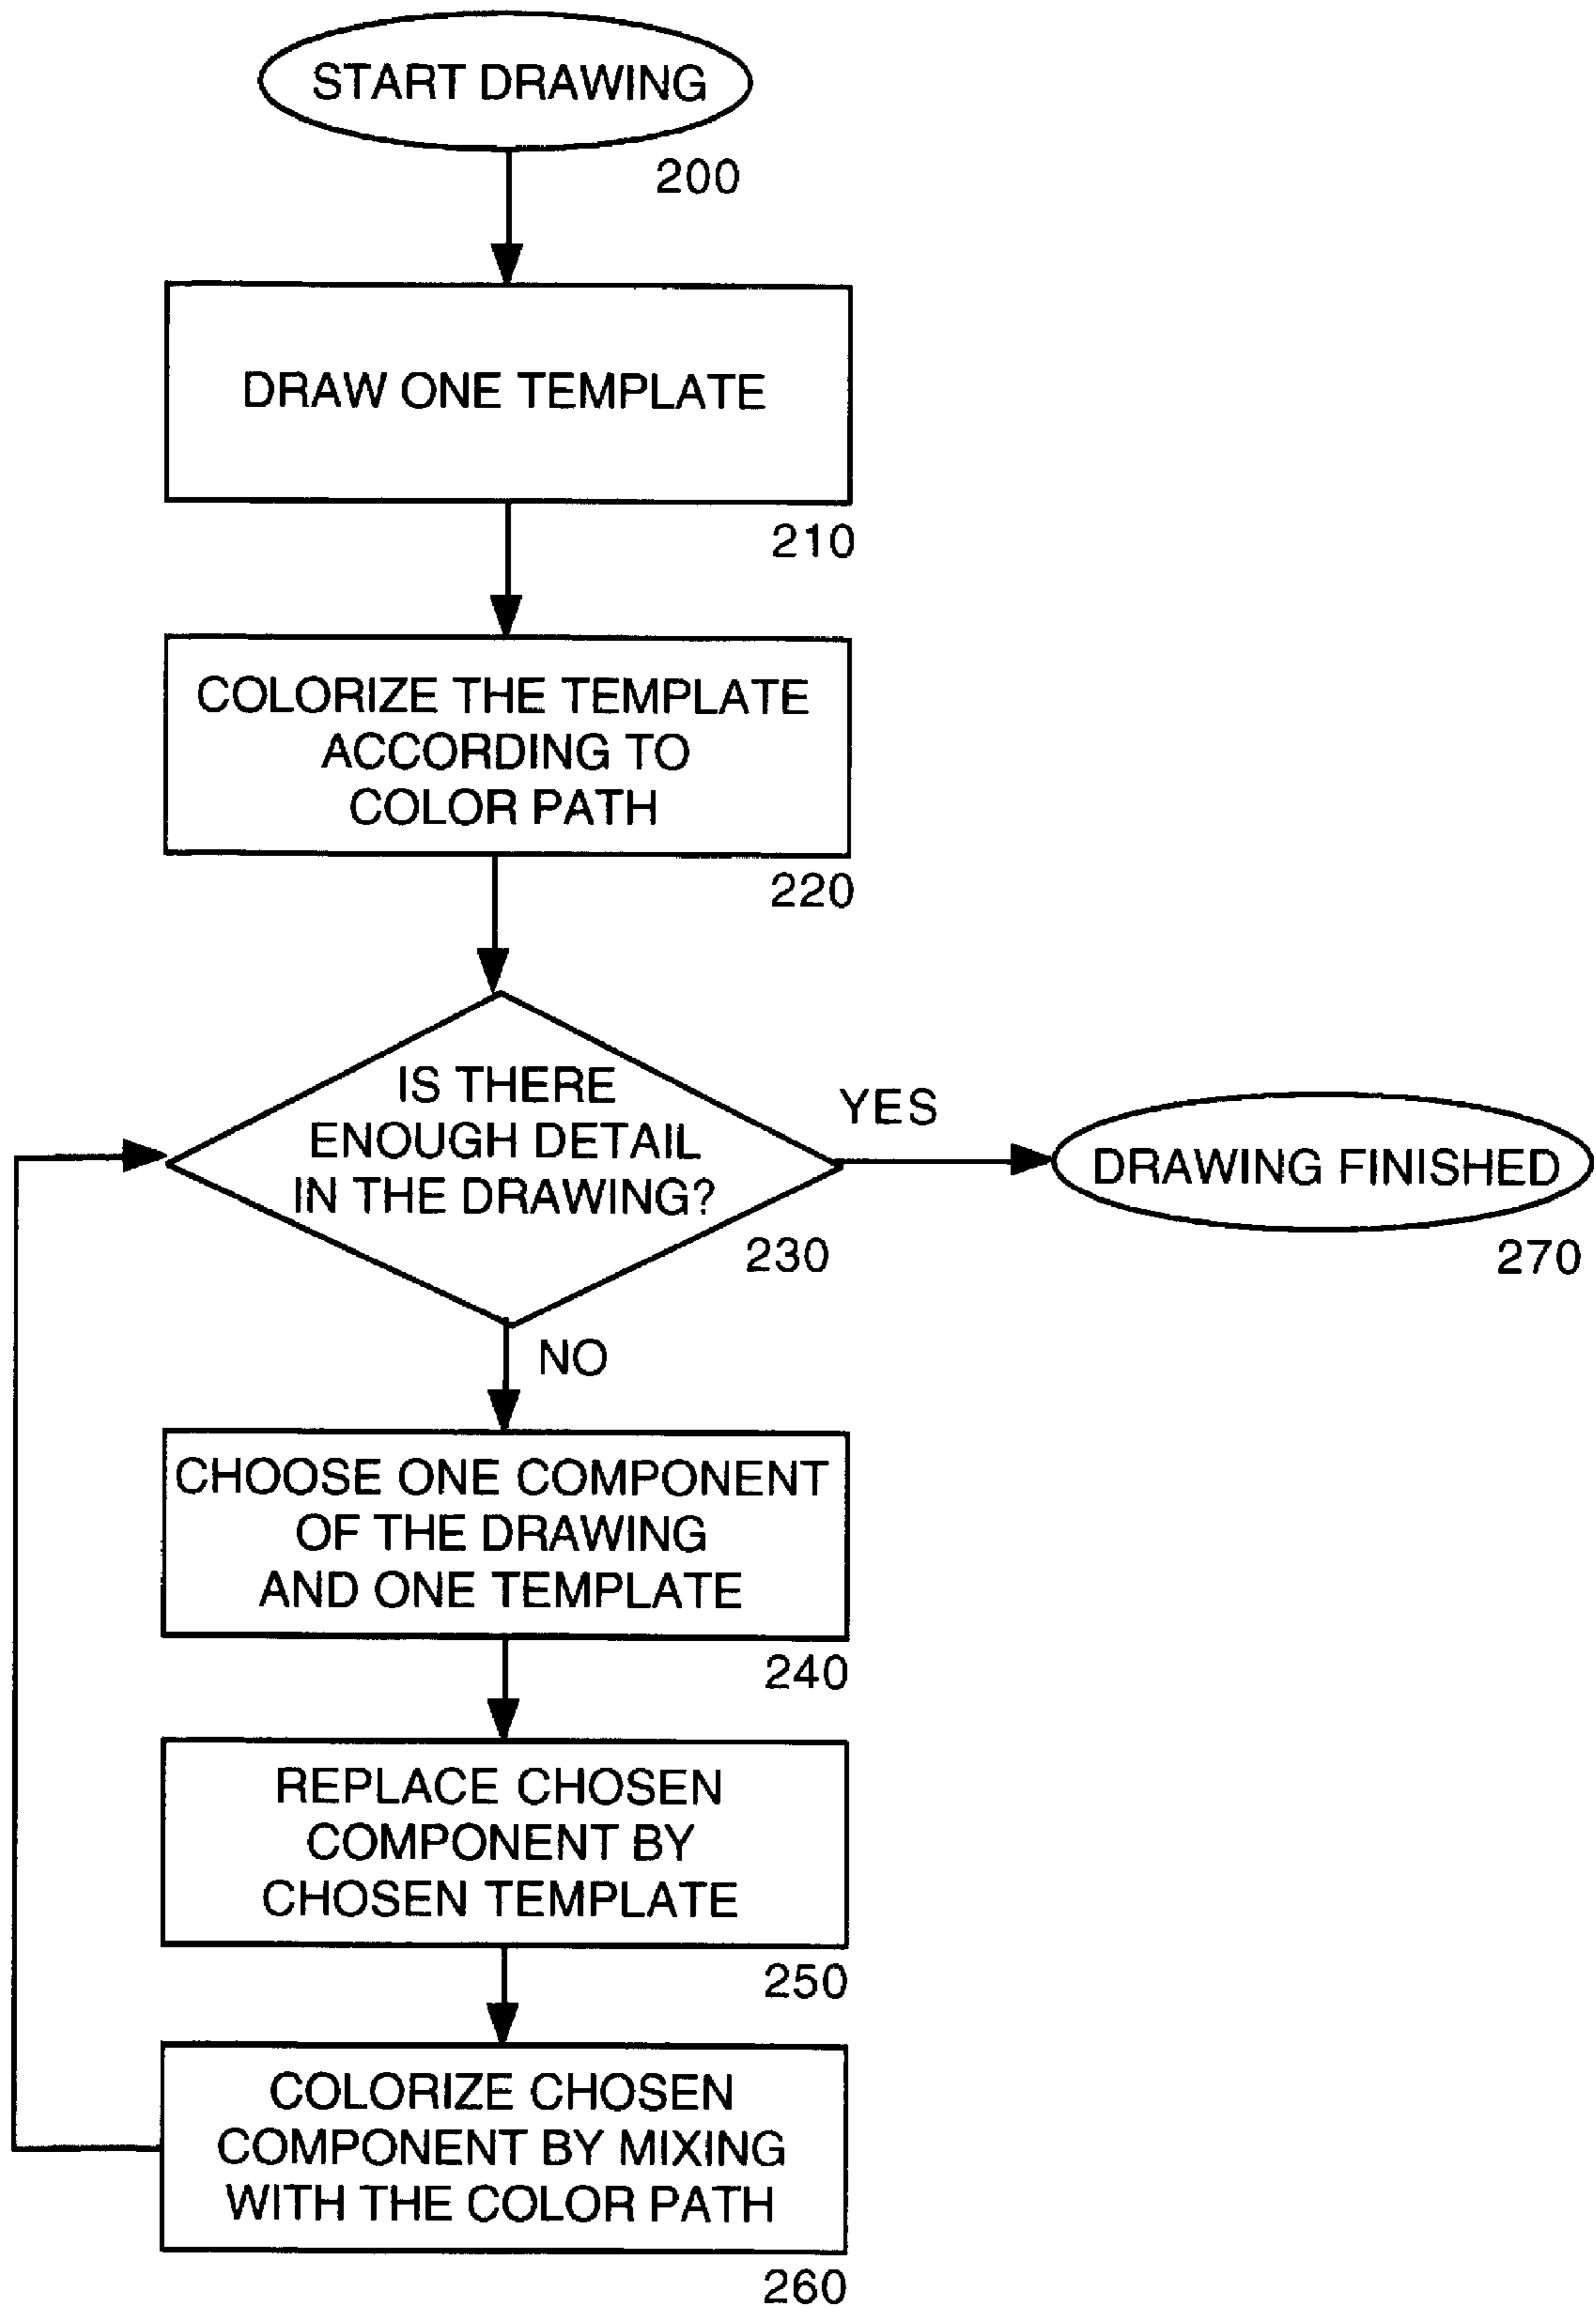 START DRAWING
200
DRAW ONE TEMPLATE
210
COLORIZE THE TEMPLATE
ACCORDING TO
COLOR PATH
220
IS THERE
ENOUGH DETAIL
IN THE DRAWING?
230
YES
DRAWING FINISHED
270
NO
CHOOSE ONE COMPONENT
OF THE DRAWING
AND ONE TEMPLATE
240
REPLACE CHOSEN
COMPONENT BY
CHOSEN TEMPLATE
250
COLORIZE CHOSEN
COMPONENT BY MIXING
WITH THE COLOR PATH
260